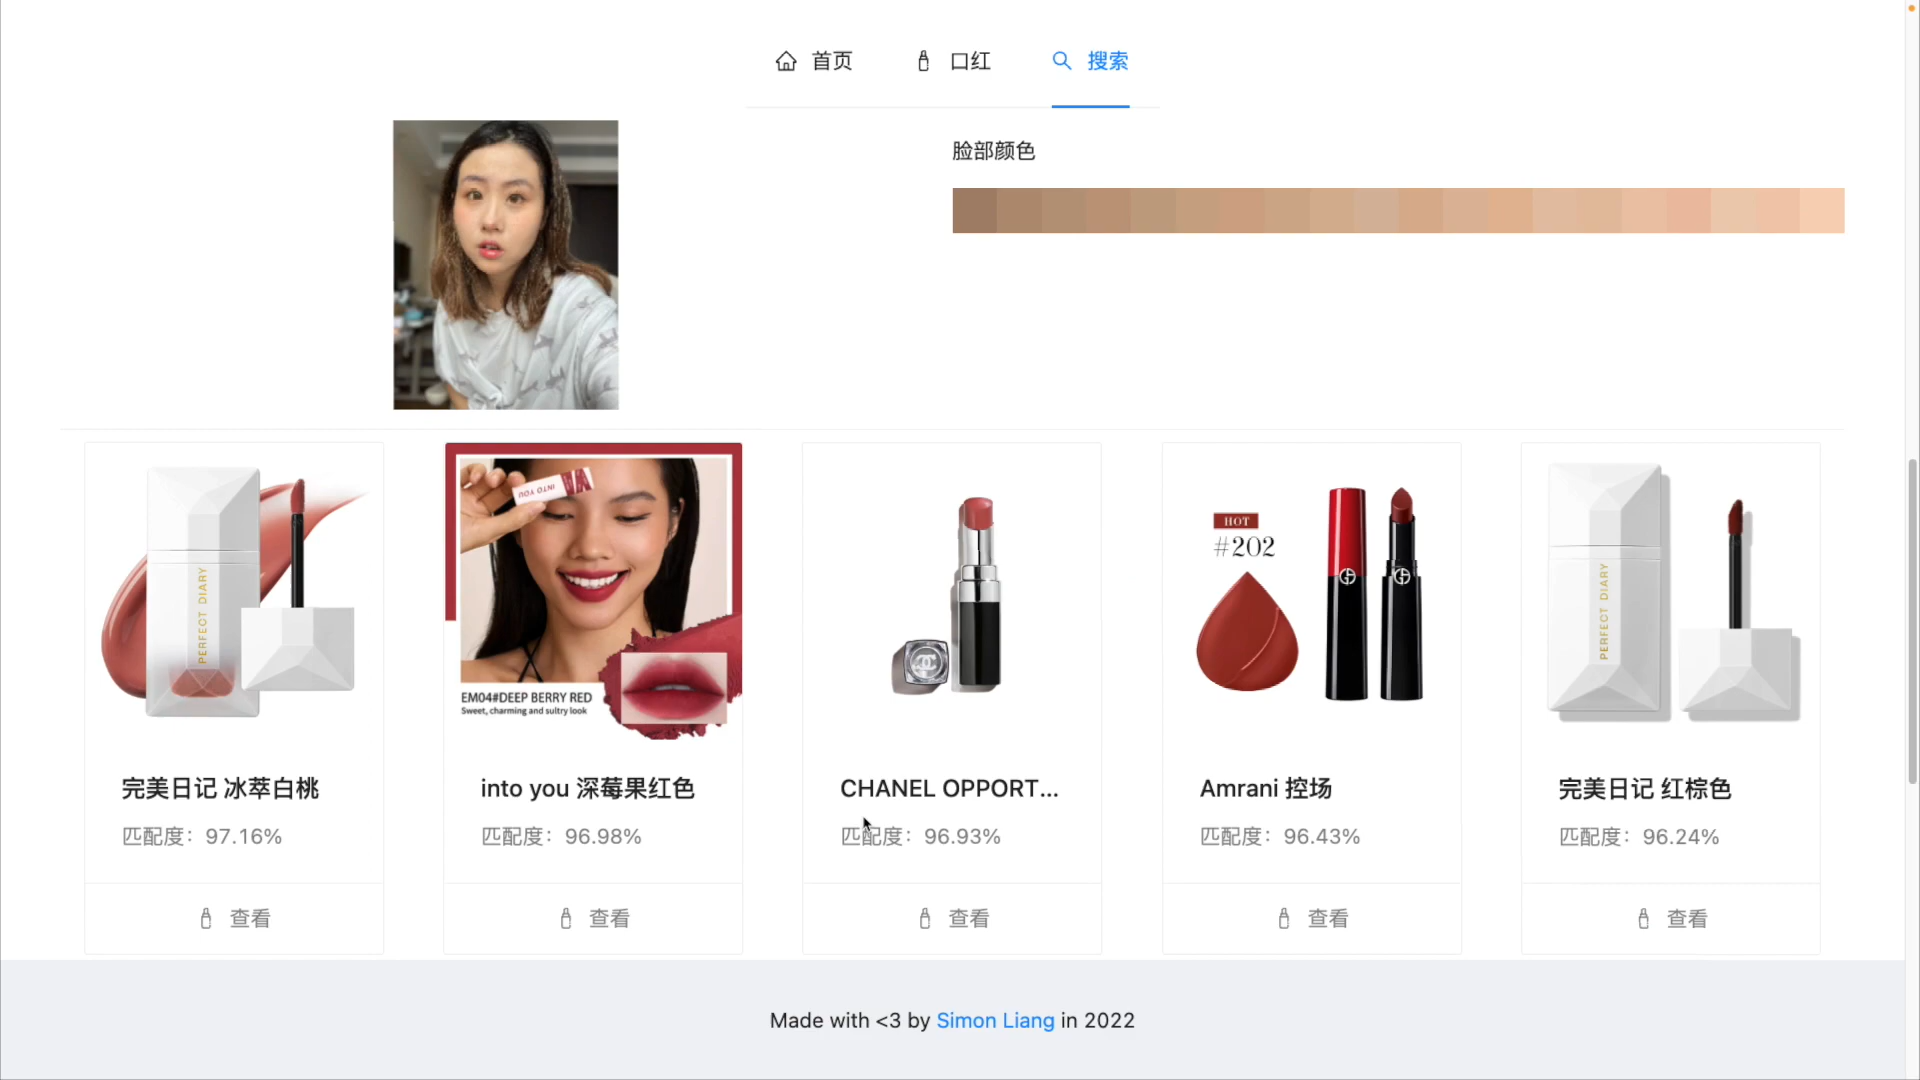 首页
口红
搜索
脸部颜色
PERFECT DIARY
INTO YOU
EM04#DEEP BERRY RED
Sweet, charming and sultry look
HOT
#202
PERFECT DIARY
完美日记 冰萃白桃
into you 深莓果红色
CHANEL OPPORT...
Amrani 控场
完美日记 红棕色
匹配度：97.16%
匹配度：96.98%
匹配度：96.93%
匹配度：96.43%
匹配度：96.24%
查看
查看
查看
查看
查看
Made with <3 by Simon Liang in 2022